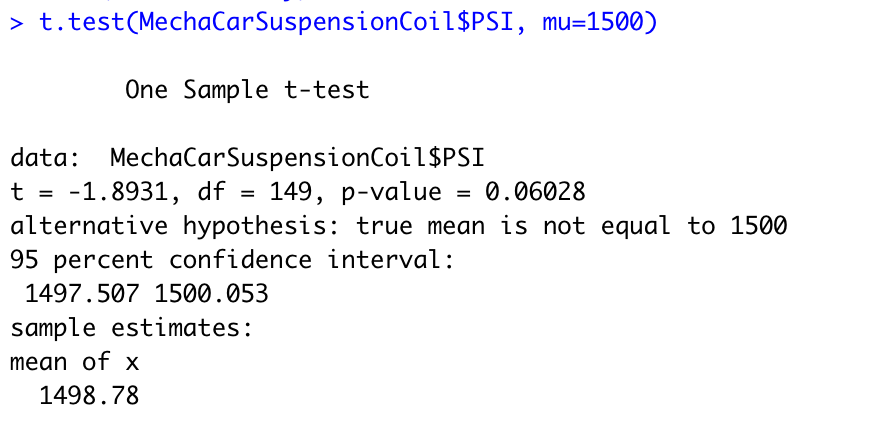 > t.test(MechaCarSuspensionCoil$PSI, mu=1500)
One Sample t-test
data:  MechaCarSuspensionCoil$PSI
t = -1.8931, df = 149, p-value = 0.06028
alternative hypothesis: true mean is not equal to 1500
95 percent confidence interval:
 1497.507 1500.053
sample estimates:
mean of x
  1498.78